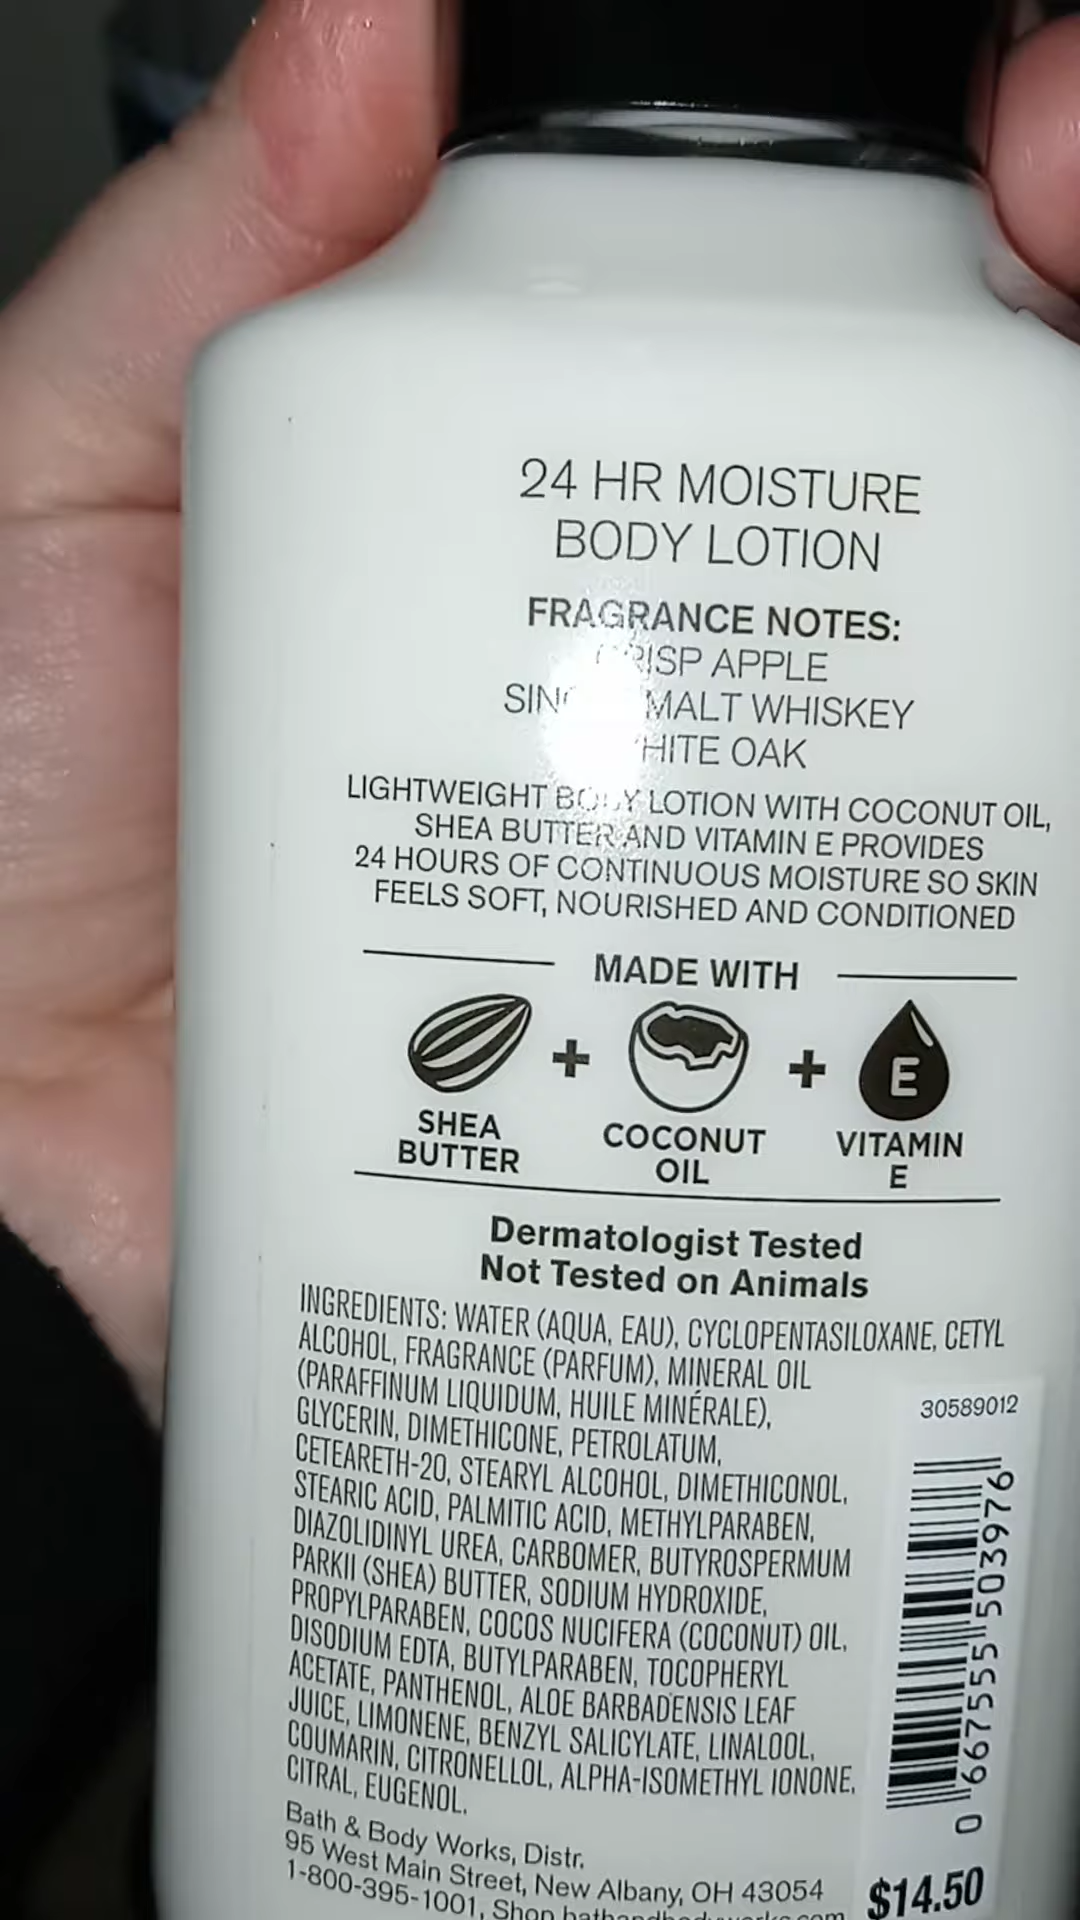 24 HR MOISTURE
BODY LOTION
FRAGRANCE NOTES:
APPLE
MALT WHISKEY
OAK
LIGHTWEIGHT BODY LOTION WITH COCONUT OIL,
SHEA BUTTER AND VITAMIN E PROVIDES
24 HOURS OF CONTINUOUS MOISTURE SO SKIN
FEELS SOFT, NOURISHED AND CONDITIONED
MADE WITH
SHEA BUTTER + COCONUT OIL + E VITAMIN E
Dermatologist Tested
Not Tested on Animals
INGREDIENTS: WATER (AQUA, EAU), CYCLOPENTASILOXANE, CETYL
ALCOHOL, FRAGRANCE (PARFUM), MINERAL OIL
(PARAFFINUM LIQUIDUM, HUILE MINÉRALE),
GLYCERIN, DIMETHICONE, PETROLATUM,
CETEARETH-20, STEARYL ALCOHOL, DIMETHICONOL,
STEARIC ACID, PALMITIC ACID, METHYLPARABEN,
DIAZOLIDINYL UREA, CARBOMER, BUTYROSPERMUM
PARKII (SHEA) BUTTER, SODIUM HYDROXIDE,
PROPYLPARABEN, COCOS NUCIFERA (COCONUT) OIL,
DISODIUM EDTA, BUTYLPARABEN, TOCOPHERYL
ACETATE, PANTHENOL, ALOE BARBADENSIS LEAF
JUICE, LIMONENE, BENZYL SALICYLATE, LINALOOL,
COUMARIN, CITRONELLOL, ALPHA-ISOMETHYL IONONE,
CITRAL, EUGENOL.
Bath & Body Works, Distr.
95 West Main Street, New Albany, OH 43054
1-800-395-1001, Shop
30589012
0 667555 503976
$14.50